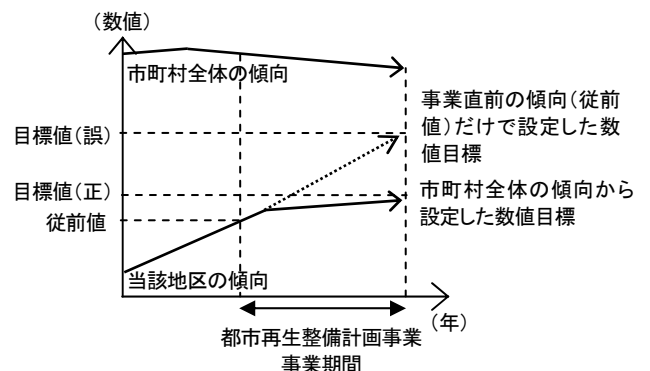 (数値)
市町村全体の傾向
目標値(誤)
目標値(正)
従前値
当該地区の傾向
事業直前の傾向(従前
値)だけで設定した数
値目標
市町村全体の傾向から
設定した数値目標
(年)
都市再生整備計画事業
事業期間